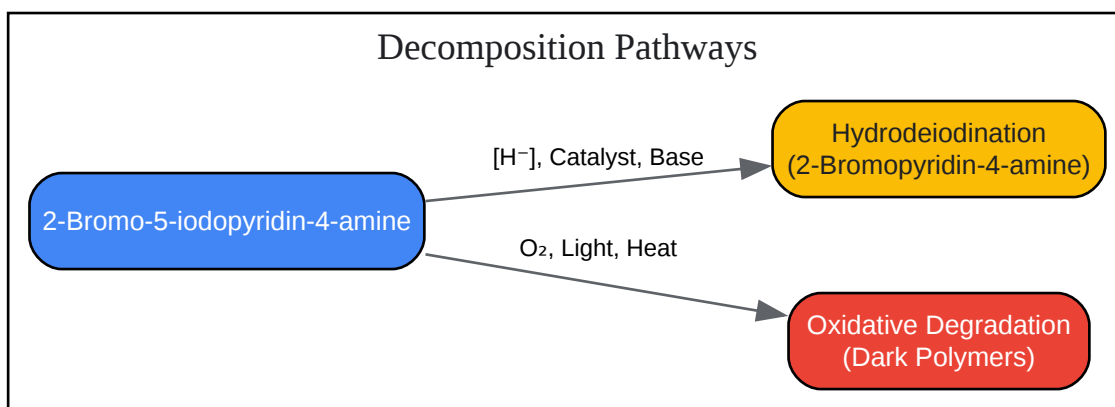 Decomposition Pathways
Hydrodeiodination
(2-Bromopyridin-4-amine)
[H⁻], Catalyst, Base
2-Bromo-5-iodopyridin-4-amine
O₂, Light, Heat
Oxidative Degradation
(Dark Polymers)